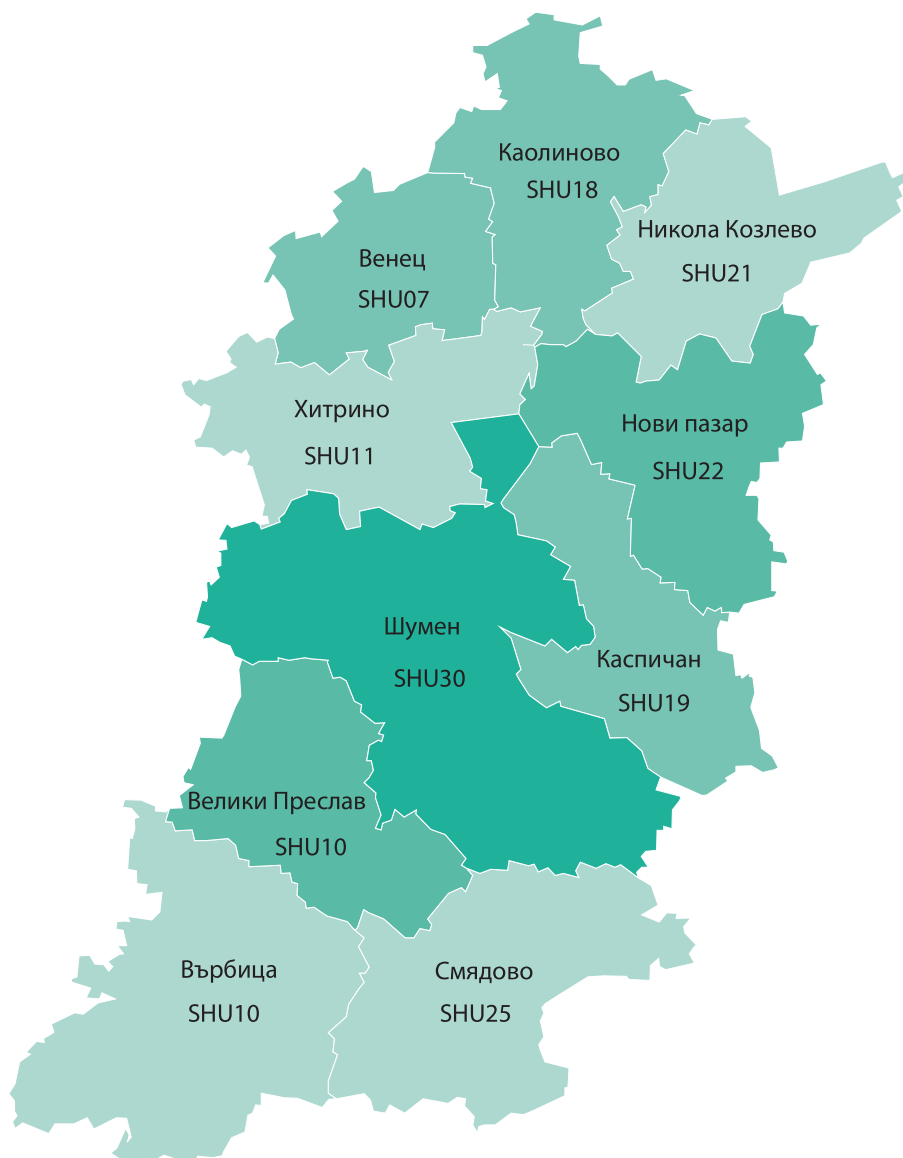 Каолиново
SHU18
Никола Козлево
SHU21
Венец
SHU07
Хитрино
SHU11
Нови пазар
SHU22
Шумен
SHU30
Каспичан
SHU19
Велики Преслав
SHU10
Върбица
SHU10
Смядово
SHU25